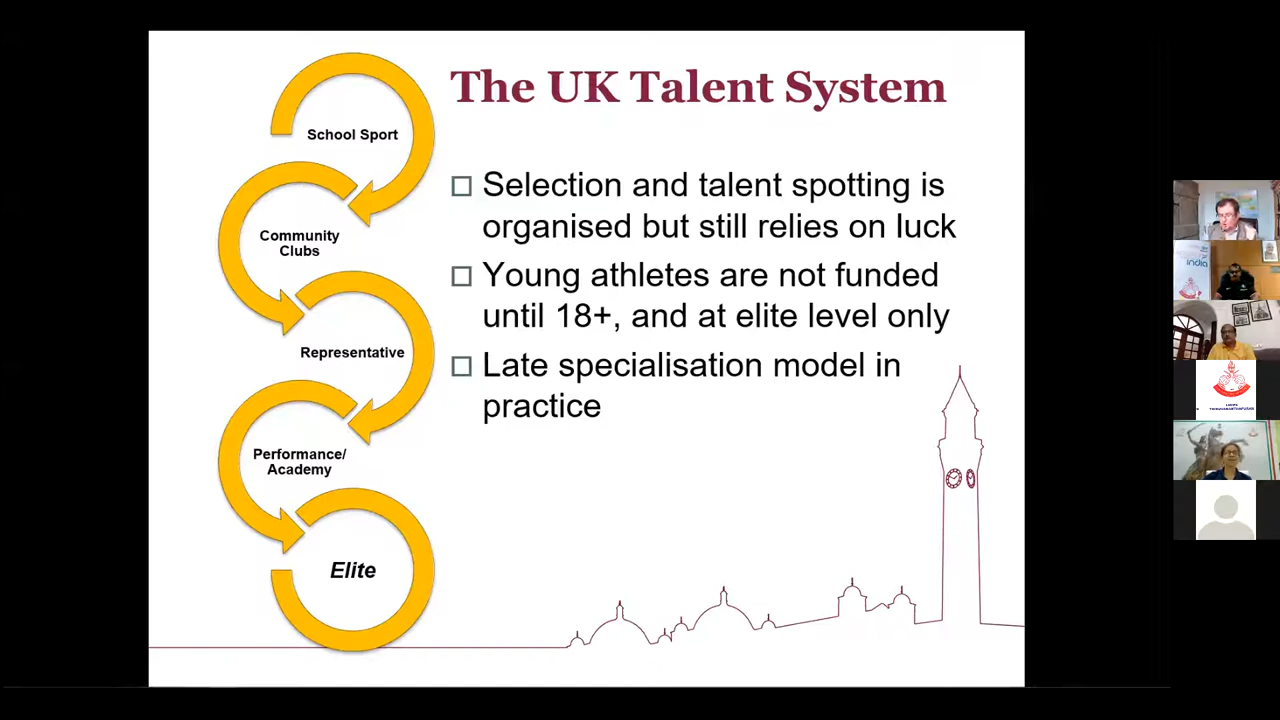 The UK Talent System
School Sport
Community
Clubs
Representative
Performance/
Academy
Elite
Selection and talent spotting is
organised but still relies on luck
Young athletes are not funded
until 18+, and at elite level only
Late specialisation model in
practice
india